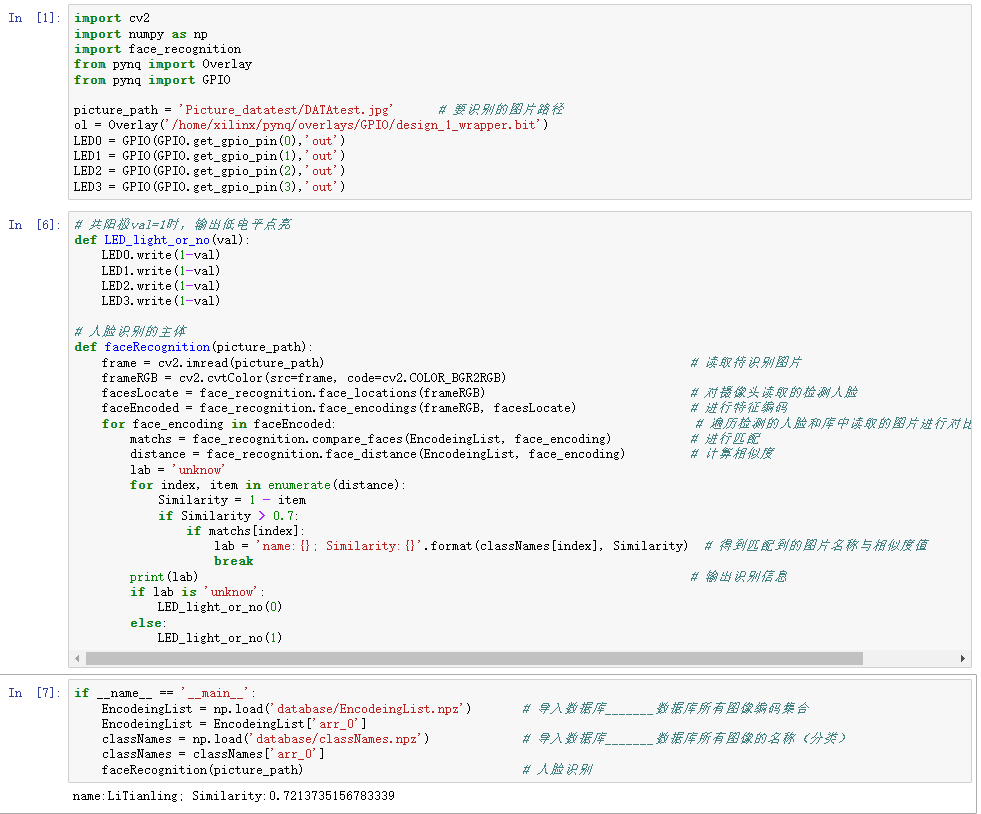 In [1]: import cv2
import numpy as np
import face_recognition
from pynq import Overlay
from pynq import GPIO
picture_path = 'Picture_datatest/DATAtest.jpg' # 要识别的图片路径
ol = Overlay('/home/xilinx/pynq/overlays/GPIO/design_1_wrapper.bit')
LED0 = GPIO(GPIO.get_gpio_pin(0),'out')
LED1 = GPIO(GPIO.get_gpio_pin(1),'out')
LED2 = GPIO(GPIO.get_gpio_pin(2),'out')
LED3 = GPIO(GPIO.get_gpio_pin(3),'out')
In [6]: # 共阳极val=1时，输出低电平点亮
def LED_light_or_no(val):
LED0.write(1-val)
LED1.write(1-val)
LED2.write(1-val)
LED3.write(1-val)
# 人脸识别的主体
def faceRecognition(picture_path):
frame = cv2.imread(picture_path) # 读取待识别图片
frameRGB = cv2.cvtColor(src=frame, code=cv2.COLOR_BGR2RGB)
facesLocate = face_recognition.face_locations(frameRGB) # 对摄像头读取的检测人脸
faceEncoded = face_recognition.face_encodings(frameRGB, facesLocate) # 进行特征编码
for face_encoding in faceEncoded: # 遍历检测的人脸和库中读取的图片进行对比
matchs = face_recognition.compare_faces(EncodeingList, face_encoding) # 进行匹配
distance = face_recognition.face_distance(EncodeingList, face_encoding) # 计算相似度
lab = 'unknow'
for index, item in enumerate(distance):
Similarity = 1 - item
if Similarity > 0.7:
if matchs[index]:
lab = 'name:{}; Similarity:{}'.format(classNames[index], Similarity) # 得到匹配到的图片名称与相似度值
break
print(lab) # 输出识别信息
if lab is 'unknow':
LED_light_or_no(0)
else:
LED_light_or_no(1)
In [7]: if __name__ == '__main__':
EncodeingList = np.load('database/EncodeingList.npz') # 导入数据库_______数据库所有图像编码集合
EncodeingList = EncodeingList['arr_0']
classNames = np.load('database/classNames.npz') # 导入数据库_______数据库所有图像的名称（分类）
classNames = classNames['arr_0']
faceRecognition(picture_path) # 人脸识别
name:LiTianling; Similarity:0.7213735156783339